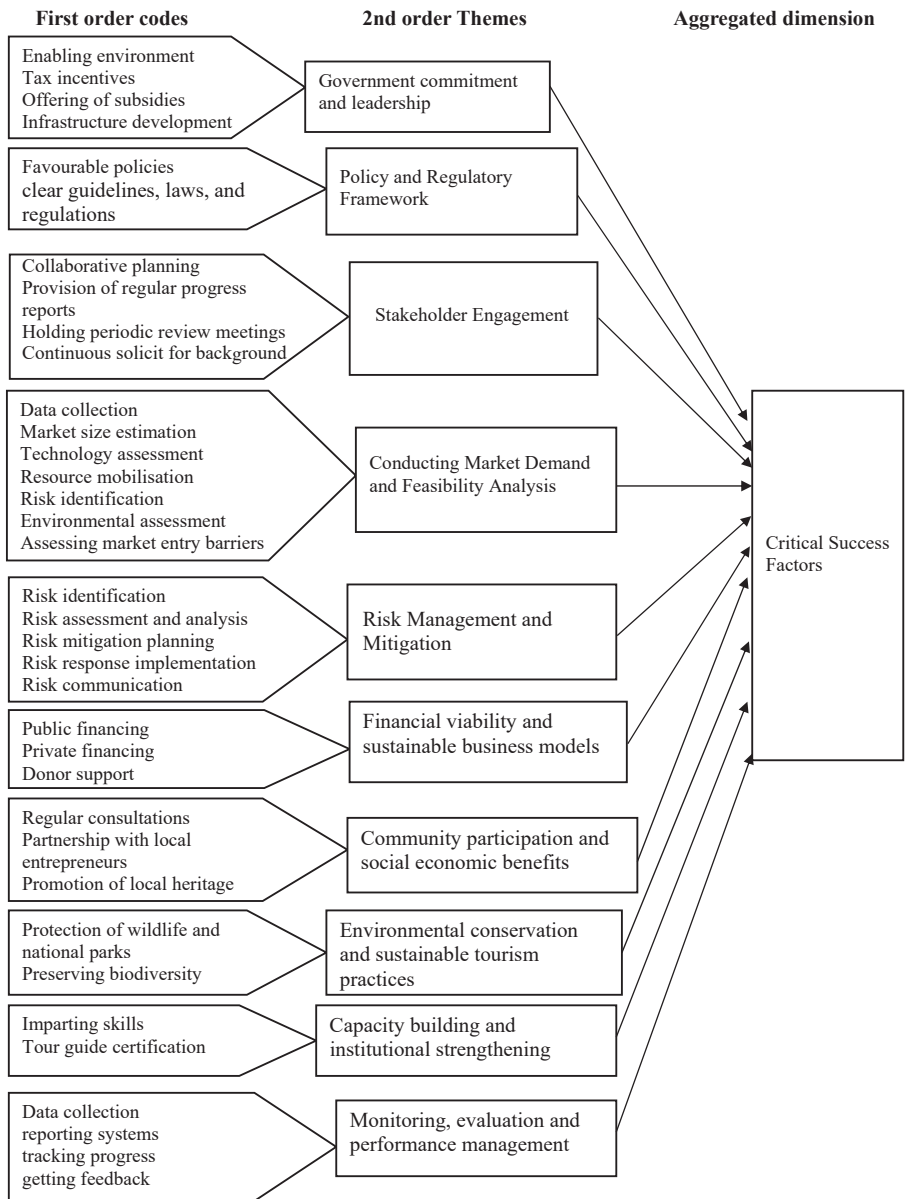 First order codes
2nd order Themes
Aggregated dimension
Enabling environment
Tax incentives
Offering of subsidies
Infrastructure development
Government commitment
and leadership
Favourable policies
clear guidelines, laws, and
regulations
Policy and Regulatory
Framework
Collaborative planning
Provision of regular progress
reports
Holding periodic review meetings
Continuous solicit for background
Stakeholder Engagement
Data collection
Market size estimation
Technology assessment
Resource mobilisation
Risk identification
Environmental assessment
Assessing market entry barriers
Conducting Market Demand
and Feasibility Analysis
Critical Success
Factors
Risk identification
Risk assessment and analysis
Risk mitigation planning
Risk response implementation
Risk communication
Risk Management and
Mitigation
Public financing
Private financing
Donor support
Financial viability and
sustainable business models
Regular consultations
Partnership with local
entrepreneurs
Promotion of local heritage
Community participation and
social economic benefits
Protection of wildlife and
national parks
Preserving biodiversity
Environmental conservation
and sustainable tourism
practices
Imparting skills
Tour guide certification
Capacity building and
institutional strengthening
Data collection
reporting systems
tracking progress
getting feedback
Monitoring, evaluation and
performance management